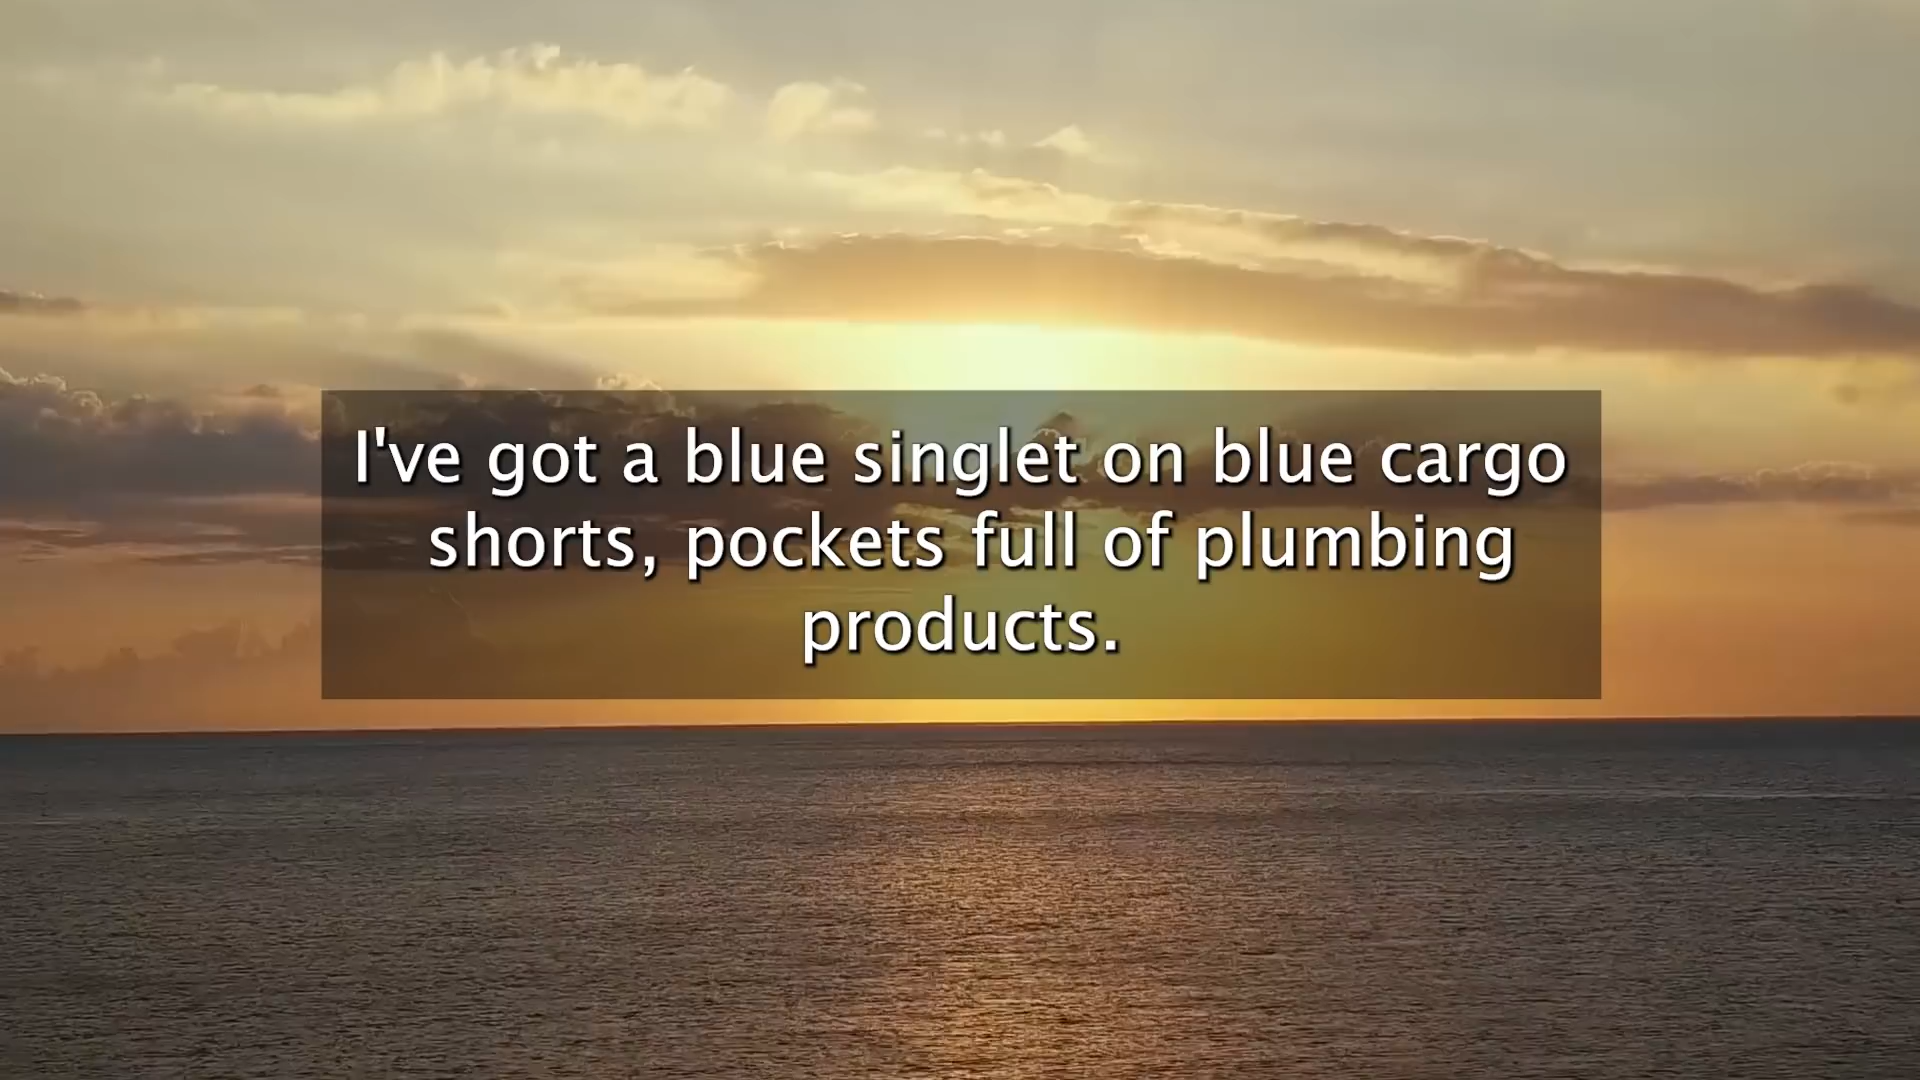 I've got a blue singlet on blue cargo
shorts, pockets full of plumbing
products.